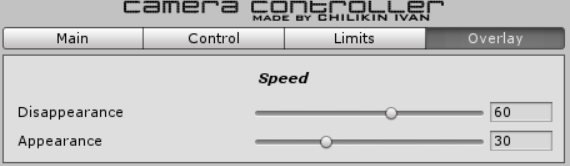 camera controller
MADE BY CHILIKIN IVAN
Main Control Limits Overlay
Speed
Disappearance 60
Appearance 30